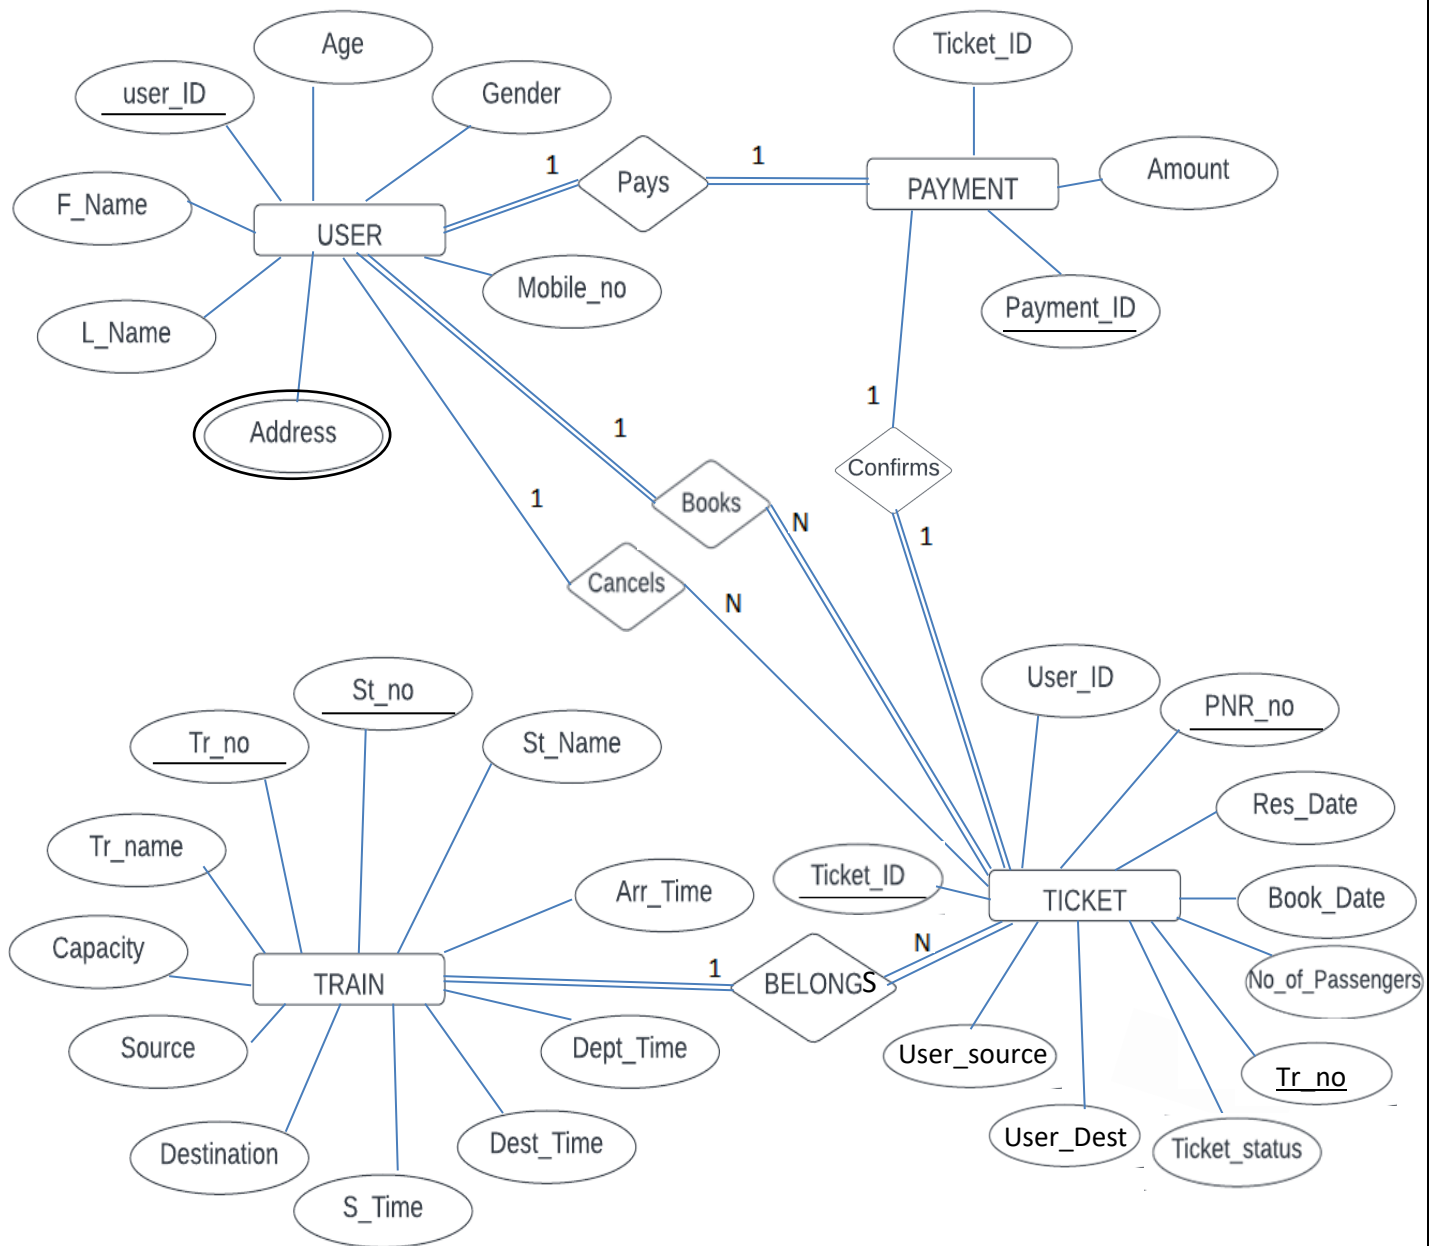 Age
Ticket_ID
user_ID
Gender
1
1
Pays
Amount
PAYMENT
F_Name
USER
Mobile_no
Payment_ID
L_Name
1
Address
1
Confirms
1
Books
N
1
Cancels
N
User_ID
St_no
PNR_no
Tr_no
St_Name
Res_Date
Tr_name
Ticket_ID
Arr_Time
TICKET
Book_Date
Capacity
N
1
TRAIN
BELONGS
No_of_Passengers
Source
Dept_Time
User_source
Tr_no
Destination
Dest_Time
User_Dest
Ticket_status
S_Time